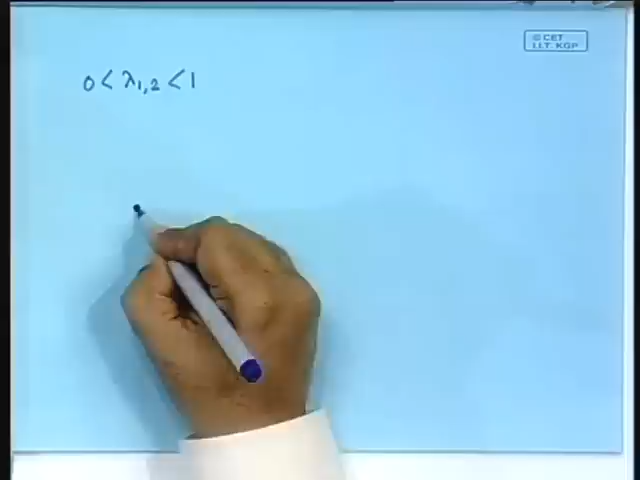 © CET
I.I.T. KGP
0 < λ1,2 < 1